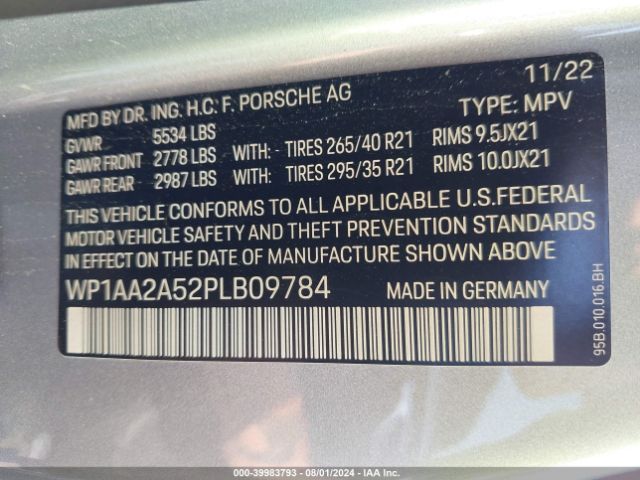 MFD BY DR. ING. H.C. F. PORSCHE AG 11/22
GVWR 5534 LBS TYPE: MPV
GAWR FRONT 2778 LBS WITH: - TIRES 265/40 R21 RIMS 9.5JX21
GAWR REAR 2987 LBS WITH: - TIRES 295/35 R21 RIMS 10.0JX21
THIS VEHICLE CONFORMS TO ALL APPLICABLE U.S.FEDERAL
MOTOR VEHICLE SAFETY AND THEFT PREVENTION STANDARDS
IN EFFECT ON THE DATE OF MANUFACTURE SHOWN ABOVE
WP1AA2A52PLB09784 MADE IN GERMANY
95B.010.016.BH
000-39983793 - 08/01/2024 - IAA Inc.